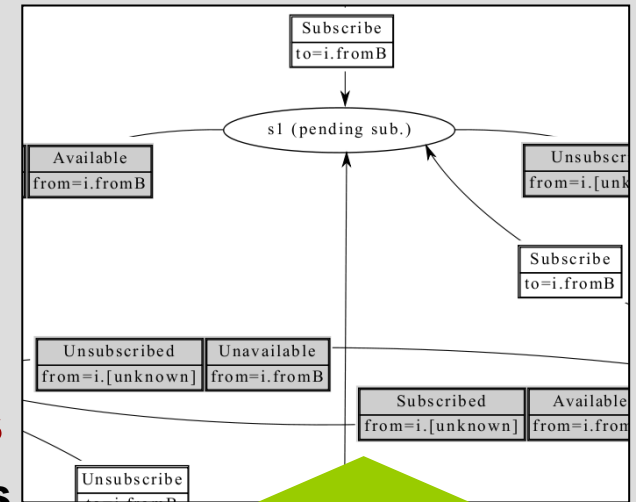 Subscribe
to=i.fromB
s1 (pending sub.)
Available
from=i.fromB
Unsubscr
from=i.[unk
Subscribe
to=i.fromB
Unsubscribed Unavailable
from=i.[unknown] from=i.fromB
Subscribed Available
from=i.[unknown] from=i.from
Unsubscribe